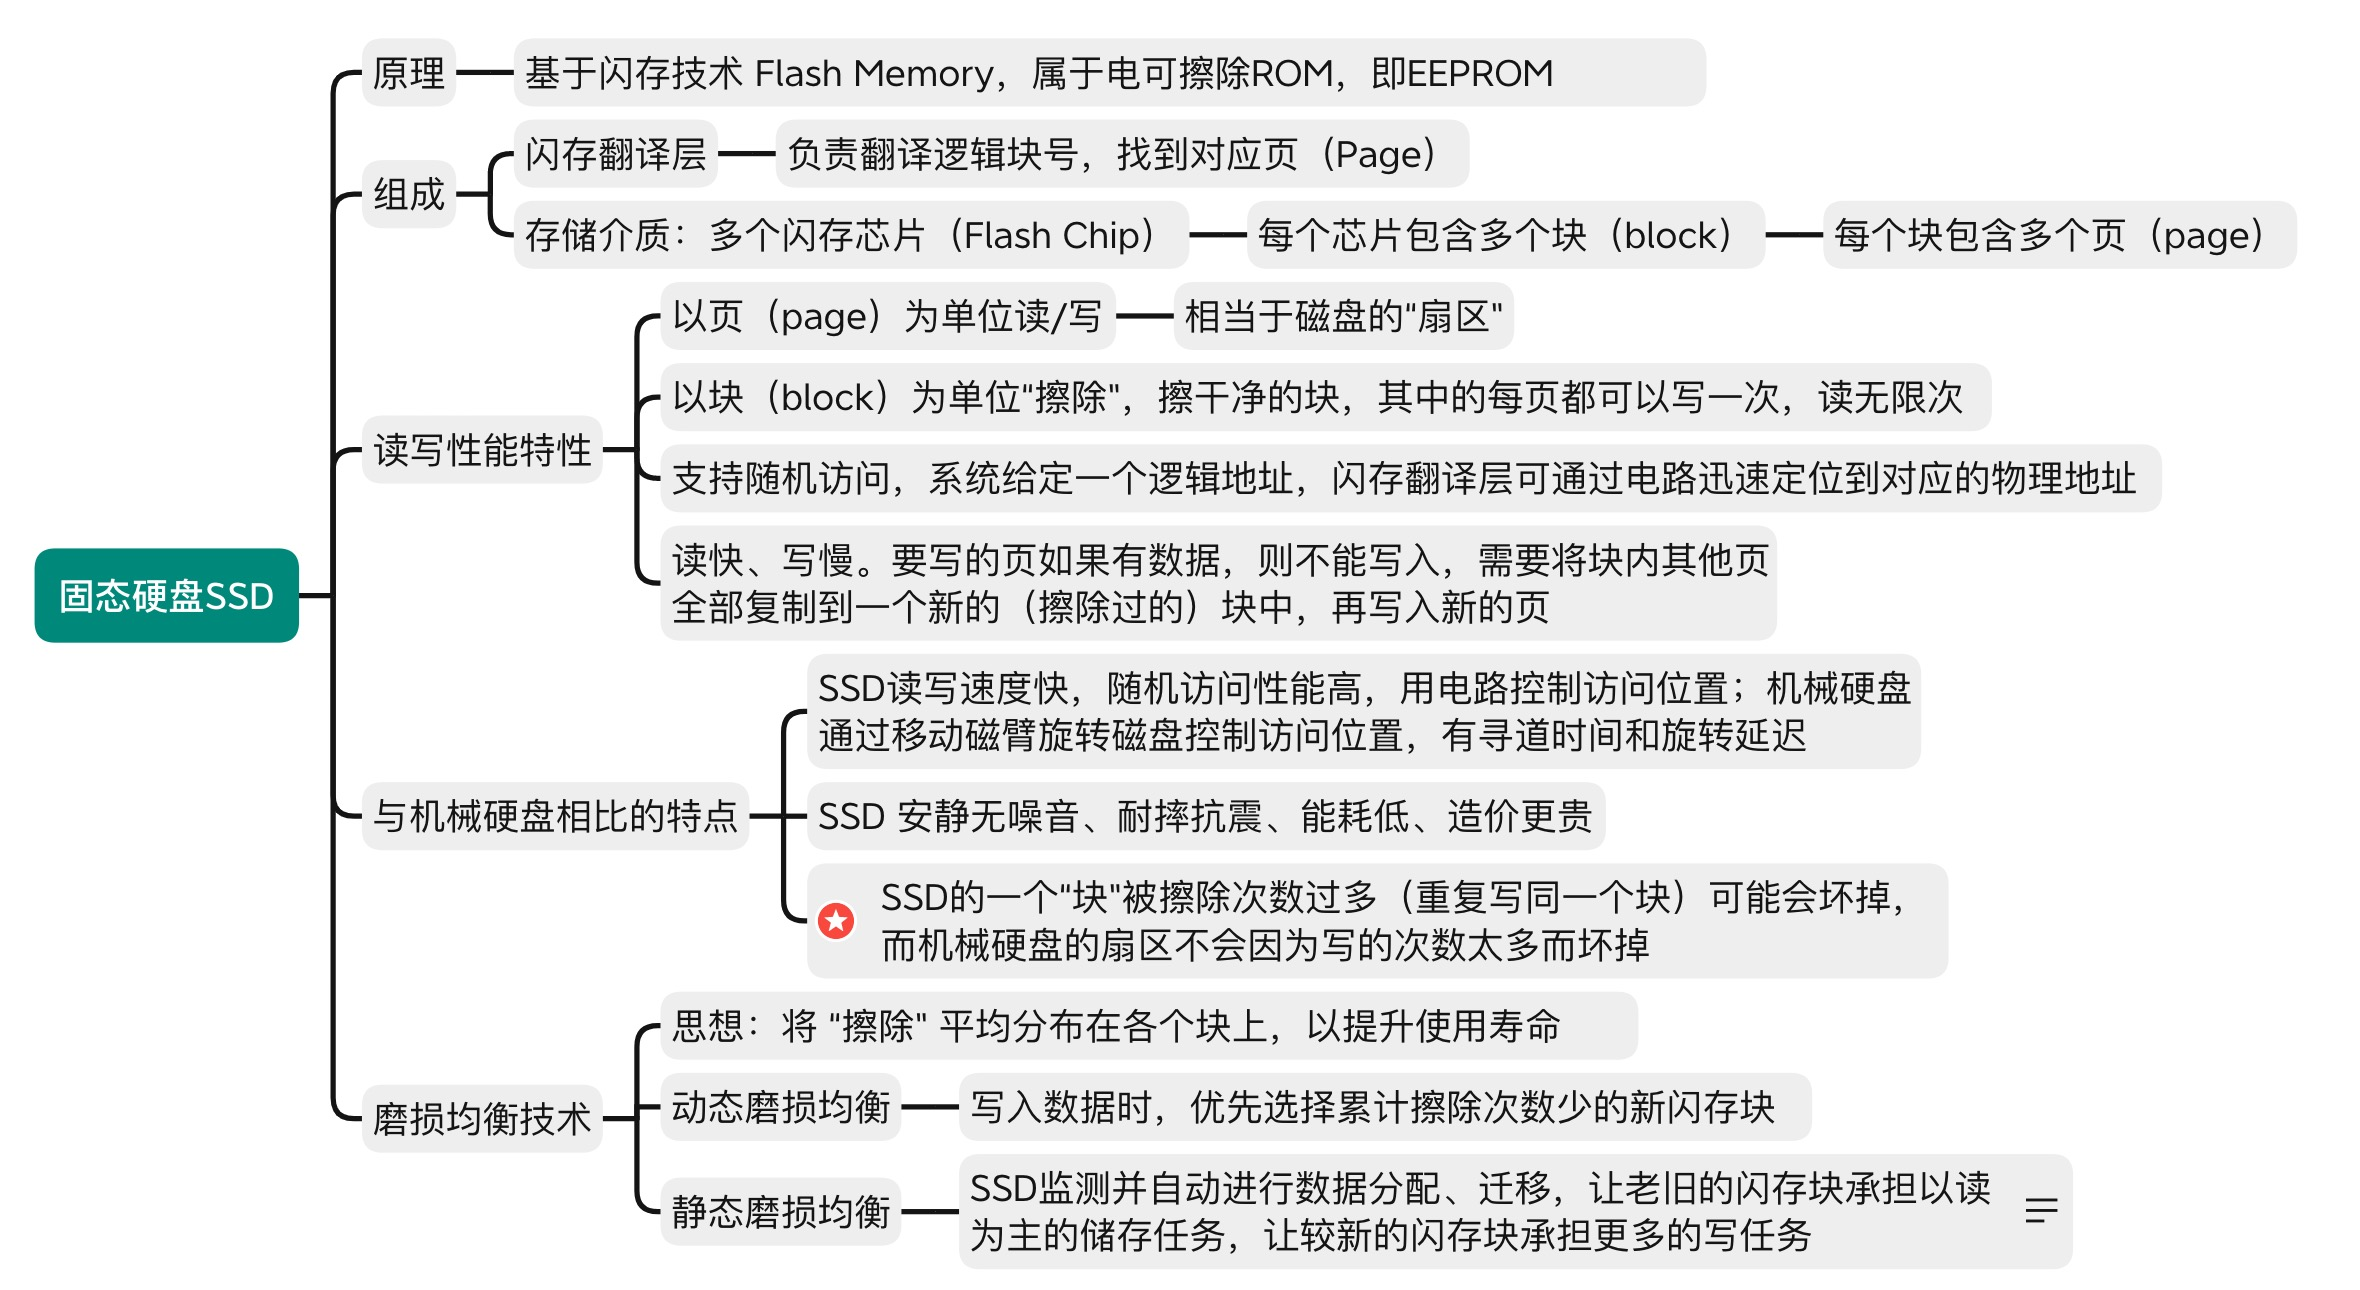 原理
基于闪存技术 Flash Memory，属于电可擦除ROM，即EEPROM
组成
闪存翻译层
负责翻译逻辑块号，找到对应页（Page）
存储介质：多个闪存芯片（Flash Chip）
每个芯片包含多个块（block）
每个块包含多个页（page）
读写性能特性
以页（page）为单位读/写
相当于磁盘的"扇区"
以块（block）为单位"擦除"，擦干净的块，其中的每页都可以写一次，读无限次
支持随机访问，系统给定一个逻辑地址，闪存翻译层可通过电路迅速定位到对应的物理地址
读快、写慢。要写的页如果有数据，则不能写入，需要将块内其他页
全部复制到一个新的（擦除过的）块中，再写入新的页
固态硬盘SSD
与机械硬盘相比的特点
SSD读写速度快，随机访问性能高，用电路控制访问位置；机械硬盘
通过移动磁臂旋转磁盘控制访问位置，有寻道时间和旋转延迟
SSD 安静无噪音、耐摔抗震、能耗低、造价更贵
SSD的一个"块"被擦除次数过多（重复写同一个块）可能会坏掉，
而机械硬盘的扇区不会因为写的次数太多而坏掉
磨损均衡技术
思想：将 "擦除" 平均分布在各个块上，以提升使用寿命
动态磨损均衡
写入数据时，优先选择累计擦除次数少的新闪存块
静态磨损均衡
SSD监测并自动进行数据分配、迁移，让老旧的闪存块承担以读
为主的储存任务，让较新的闪存块承担更多的写任务